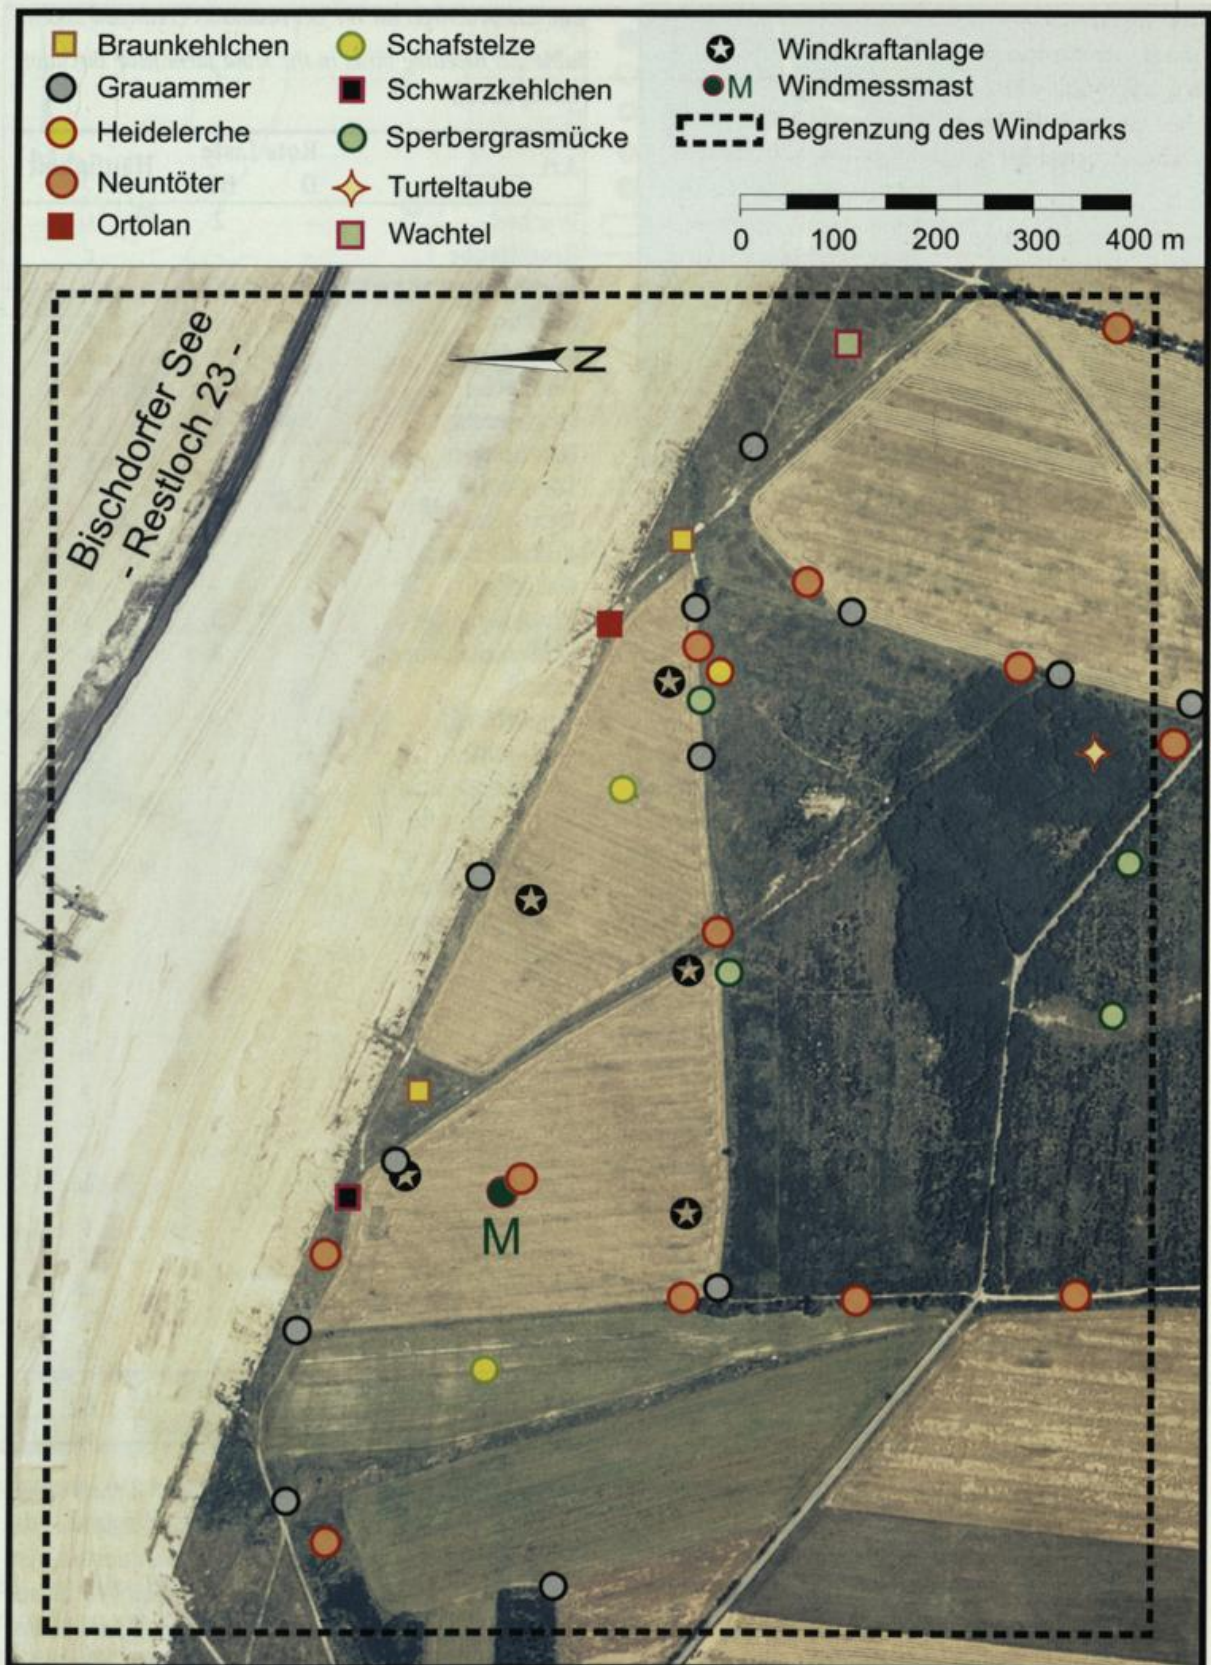 Braunkehlchen
Grauammer
Heidelerche
Neuntöter
Ortolan
Schafstelze
Schwarzkehlchen
Sperbergrasmücke
Turteltaube
Wachtel
Windkraftanlage
M Windmessmast
Begrenzung des Windparks
0 100 200 300 400 m
Bischdorfer See
- Restloch 23 -
N
M